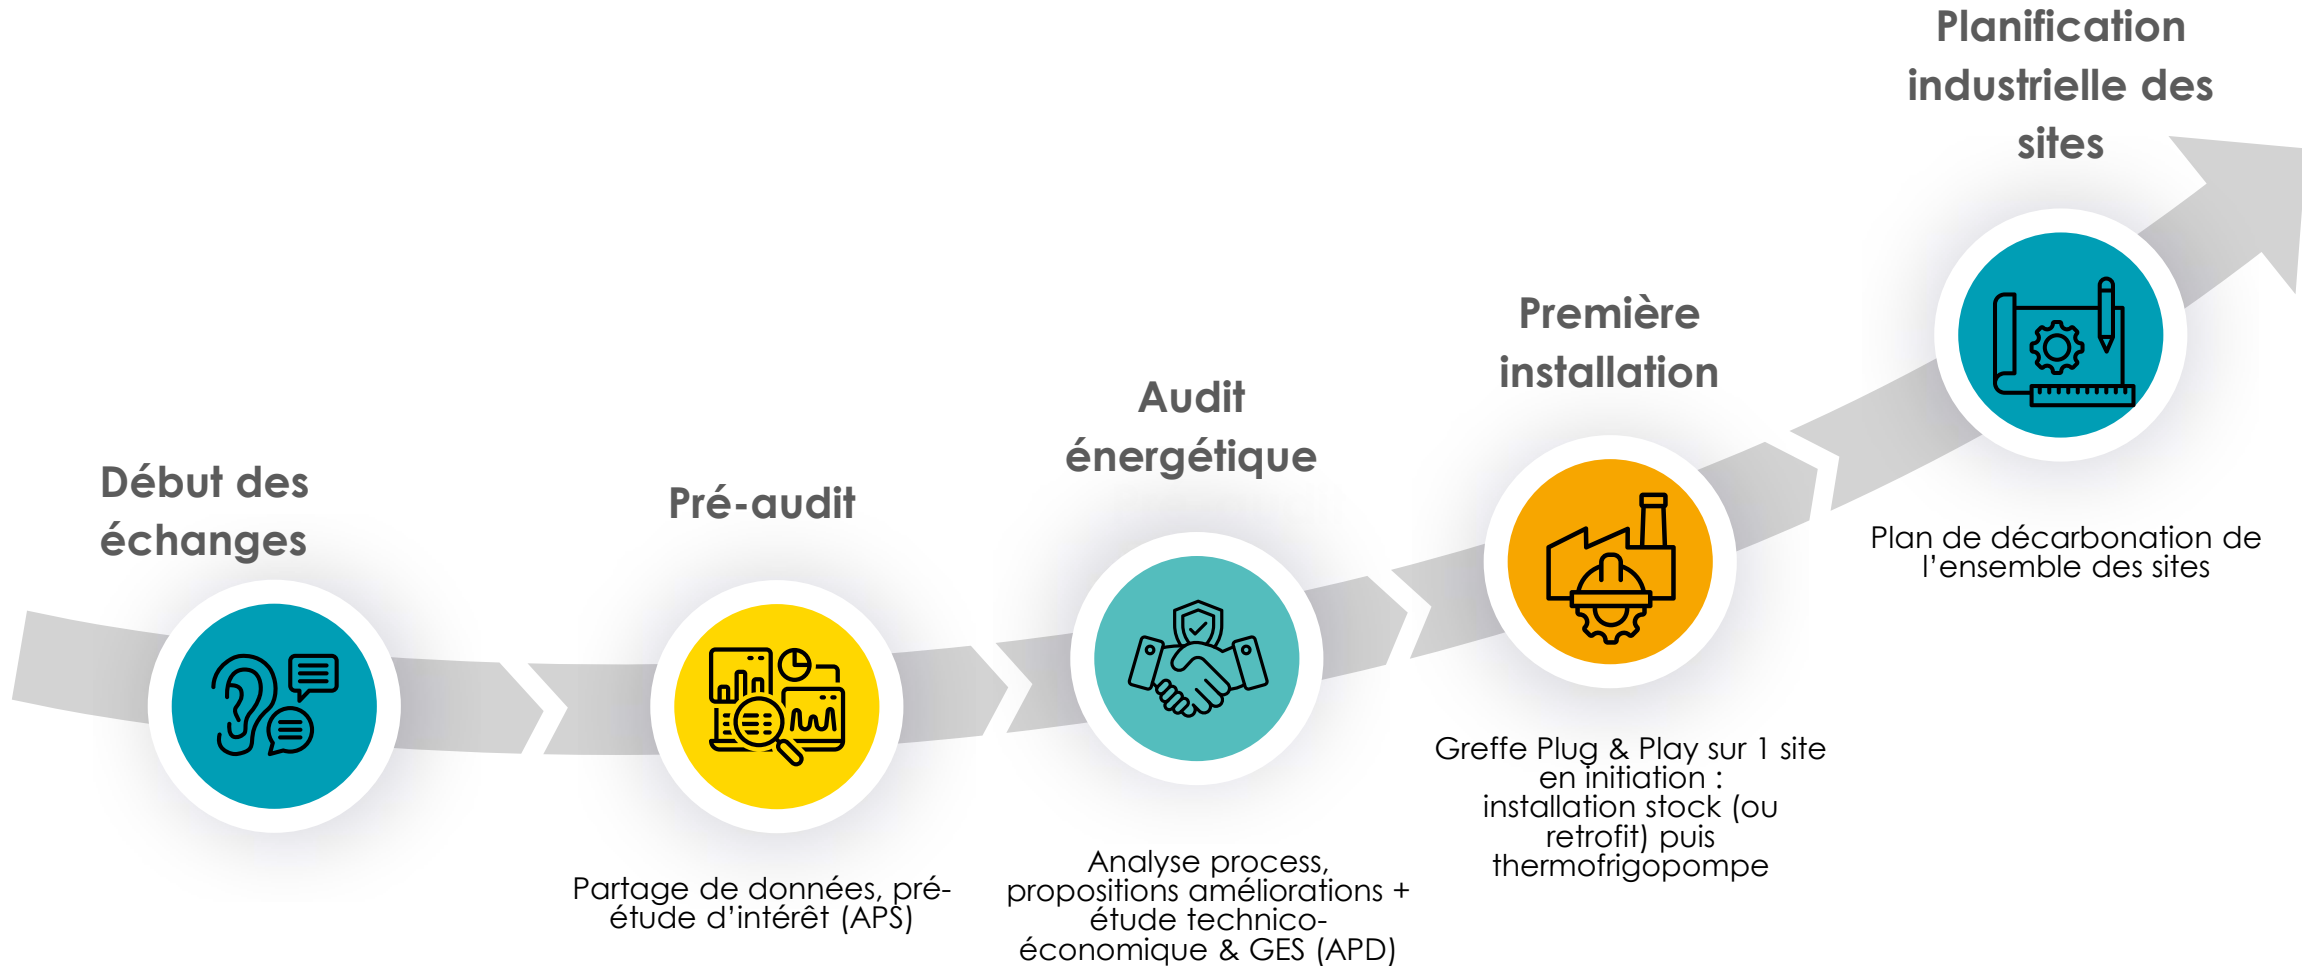 Début des
échanges
Pré-audit
Partage de données, pré-
étude d’intérêt (APS)
Audit
énergétique
Analyse process,
propositions améliorations +
étude technico-
économique & GES (APD)
Première
installation
Greffe Plug & Play sur 1 site
en initiation :
installation stock (ou
retrofit) puis
thermofrigopompe
Planification
industrielle des
sites
Plan de décarbonation de
l’ensemble des sites